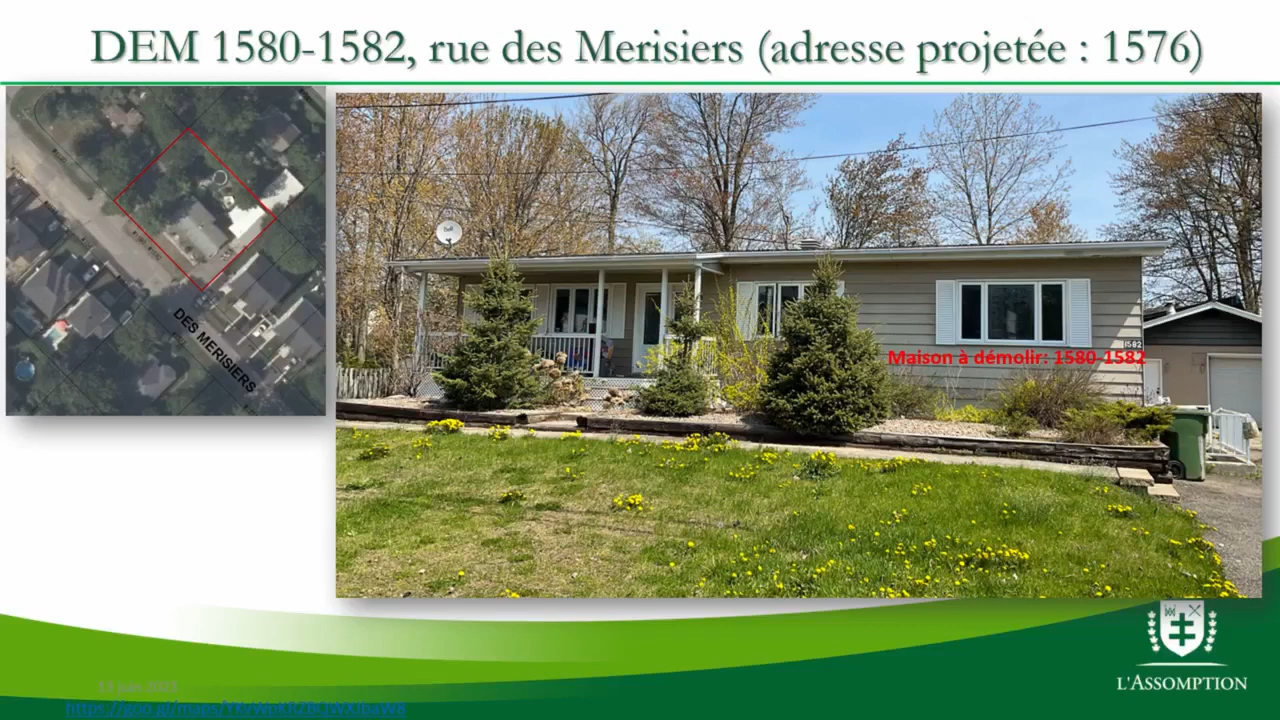 DEM 1580-1582, rue des Merisiers (adresse projetée : 1576)
DES MERISIERS
1582
Maison à démolir: 1580-1582
L'ASSOMPTION